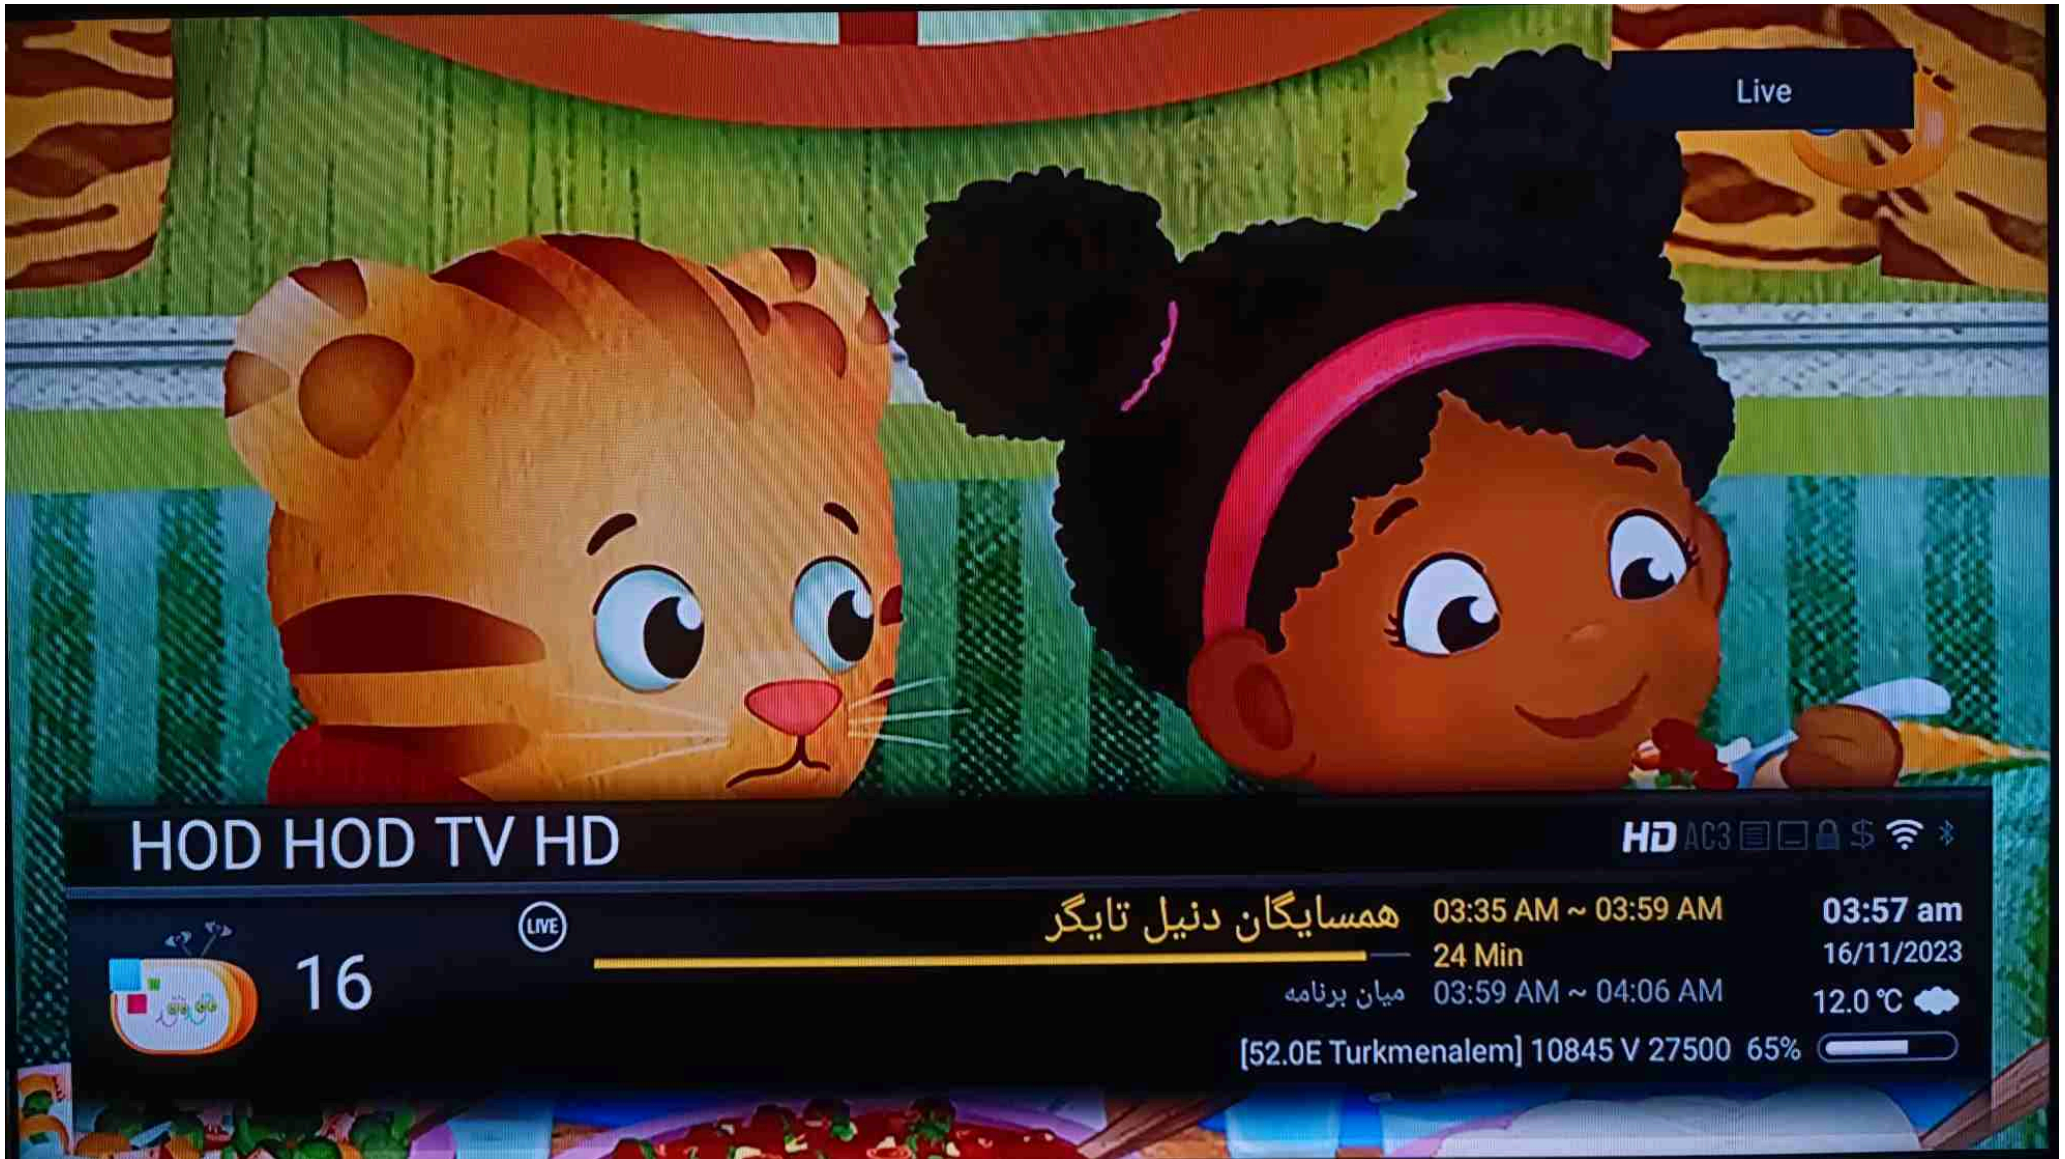 Live
HOD HOD TV HD
HD AC3 $
LIVE
همسایگان دنیل تایگر
03:35 AM ~ 03:59 AM
03:57 am
16
24 Min
16/11/2023
میان برنامه
03:59 AM ~ 04:06 AM
12.0 °C
[52.0E Turkmenalem] 10845 V 27500 65%